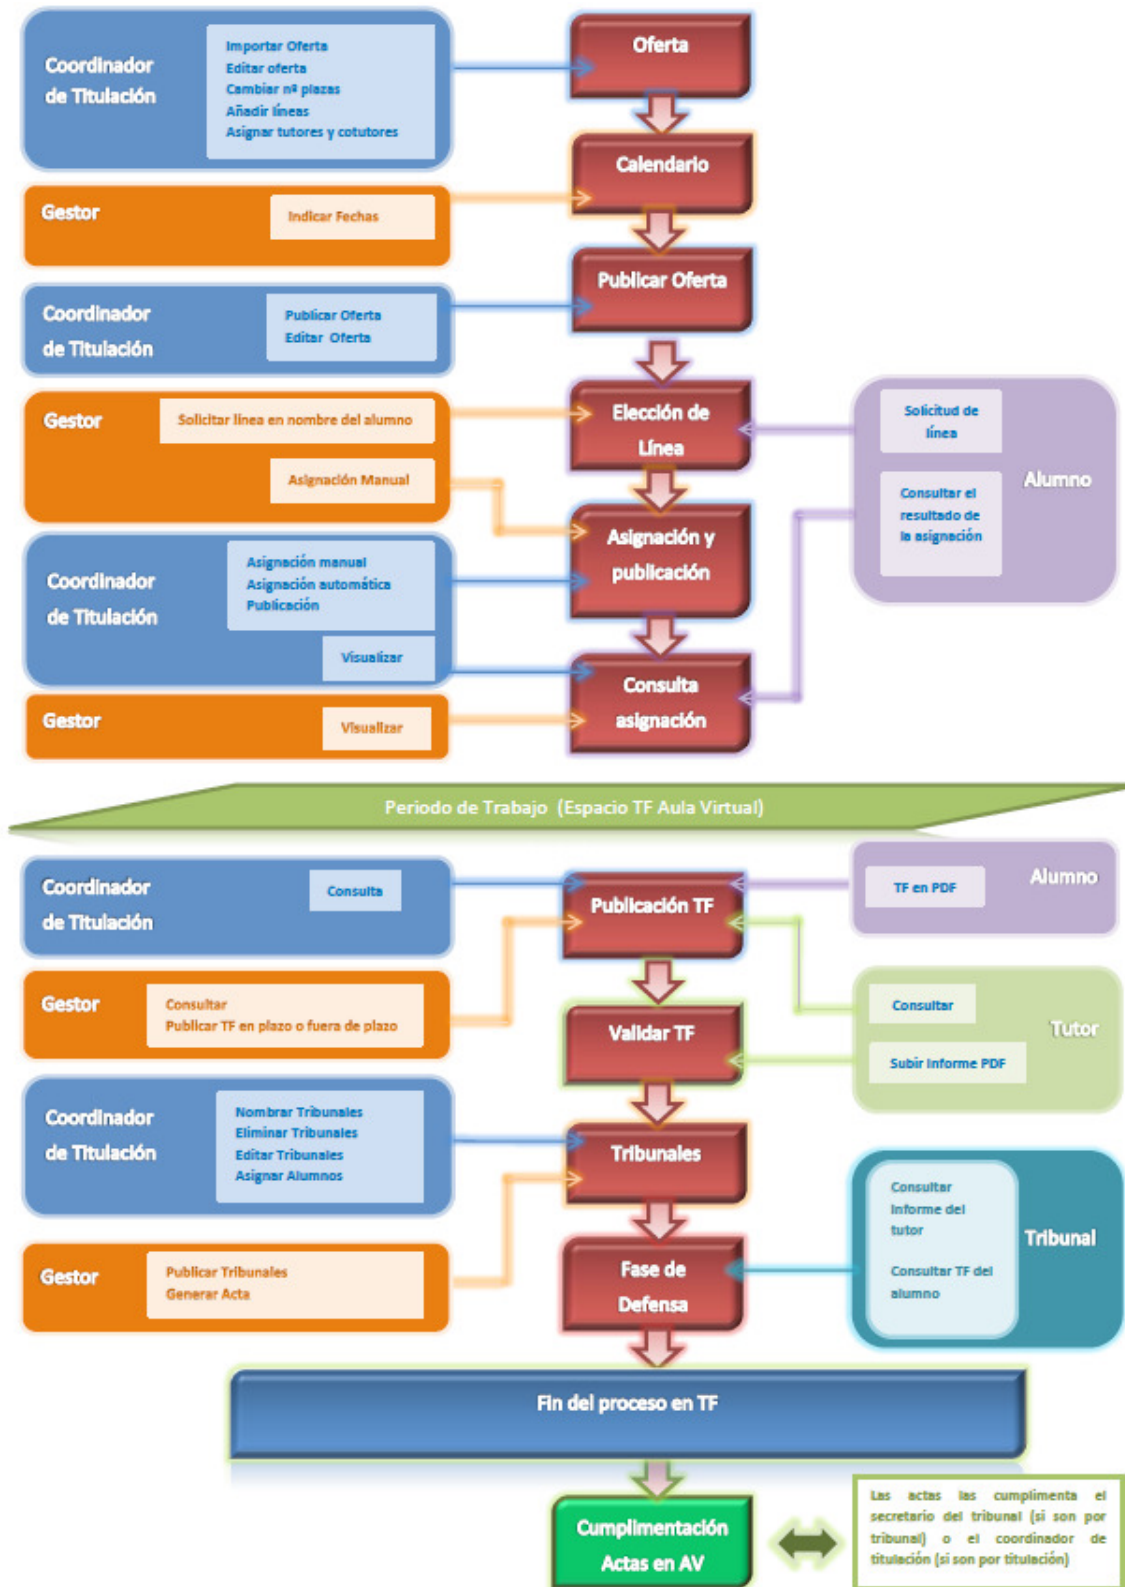 Coordinador
de Titulación
Importar Oferta
Editar oferta
Cambiar nº plazas
Añadir líneas
Asignar tutores y cotutores
Oferta
Calendario
Gestor
Indicar Fechas
Publicar Oferta
Coordinador
de Titulación
Publicar Oferta
Editar Oferta
Gestor
Solicitar línea en nombre del alumno
Asignación Manual
Elección de
Línea
Solicitud de
línea
Alumno
Consultar el
resultado de
la asignación
Asignación y
publicación
Coordinador
de Titulación
Asignación manual
Asignación automática
Publicación
Visualizar
Consulta
asignación
Gestor
Visualizar
Periodo de Trabajo (Espacio TF Aula Virtual)
Coordinador
de Titulación
Consulta
Publicación TF
TF en PDF
Alumno
Gestor
Consultar
Publicar TF en plazo o fuera de plazo
Validar TF
Consultar
Tutor
Subir Informe PDF
Coordinador
de Titulación
Nombrar Tribunales
Eliminar Tribunales
Editar Tribunales
Asignar Alumnos
Tribunales
Consultar
Informe del
tutor
Tribunal
Consultar TF del
alumno
Gestor
Publicar Tribunales
Generar Acta
Fase de
Defensa
Fin del proceso en TF
Cumplimentación
Actas en AV
Las actas las cumplimenta el
secretario del tribunal (si son por
tribunal) o el coordinador de
titulación (si son por titulación)